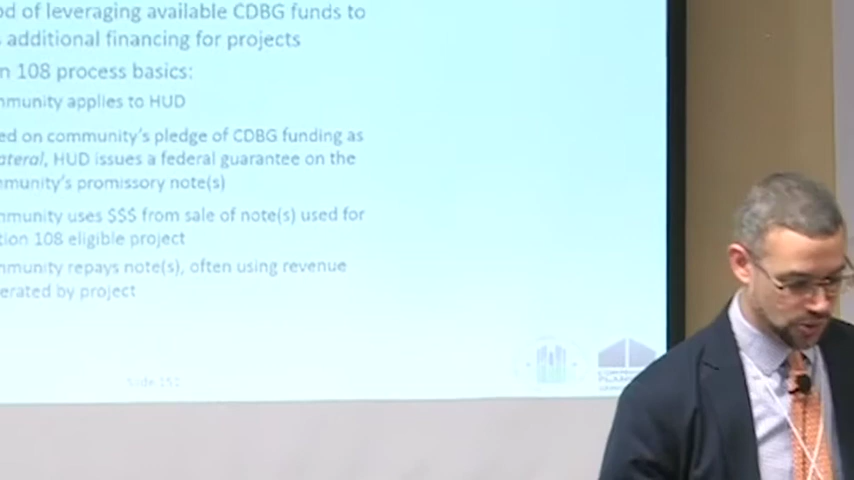 od of leveraging available CDBG funds to
additional financing for projects
n 108 process basics:
mmunity applies to HUD
ed on community's pledge of CDBG funding as
ateral, HUD issues a federal guarantee on the
mmunity's promissory note(s)
mmunity uses $$$ from sale of note(s) used for
tion 108 eligible project
mmunity repays note(s), often using revenue
erated by project
Slide 151